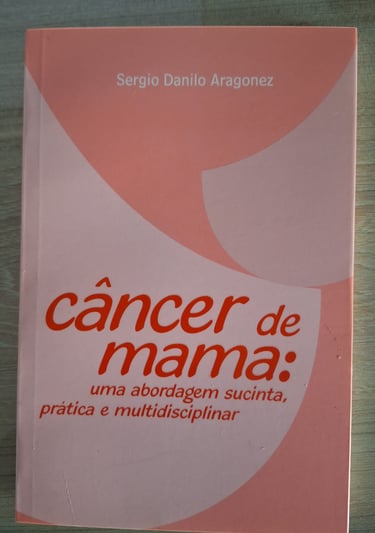 Sergio Danilo Aragonez
câncer de
mama:
uma abordagem sucinta,
prática e multidisciplinar